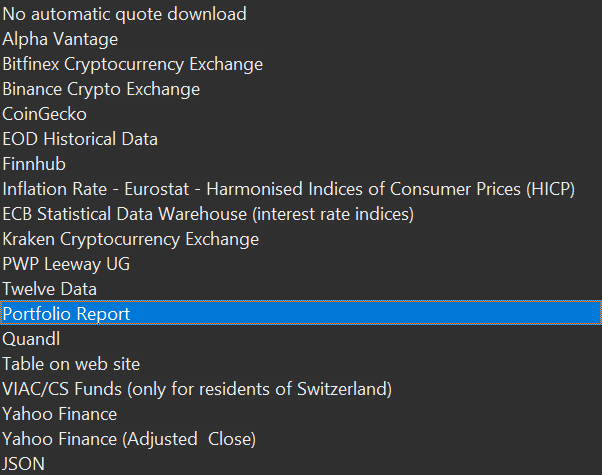 No automatic quote download
Alpha Vantage
Bitfinex Cryptocurrency Exchange
Binance Crypto Exchange
CoinGecko
EOD Historical Data
Finnhub
Inflation Rate - Eurostat - Harmonised Indices of Consumer Prices (HICP)
ECB Statistical Data Warehouse (interest rate indices)
Kraken Cryptocurrency Exchange
PWP Leeway UG
Twelve Data
Portfolio Report
Quandl
Table on web site
VIAC/CS Funds (only for residents of Switzerland)
Yahoo Finance
Yahoo Finance (Adjusted  Close)
JSON